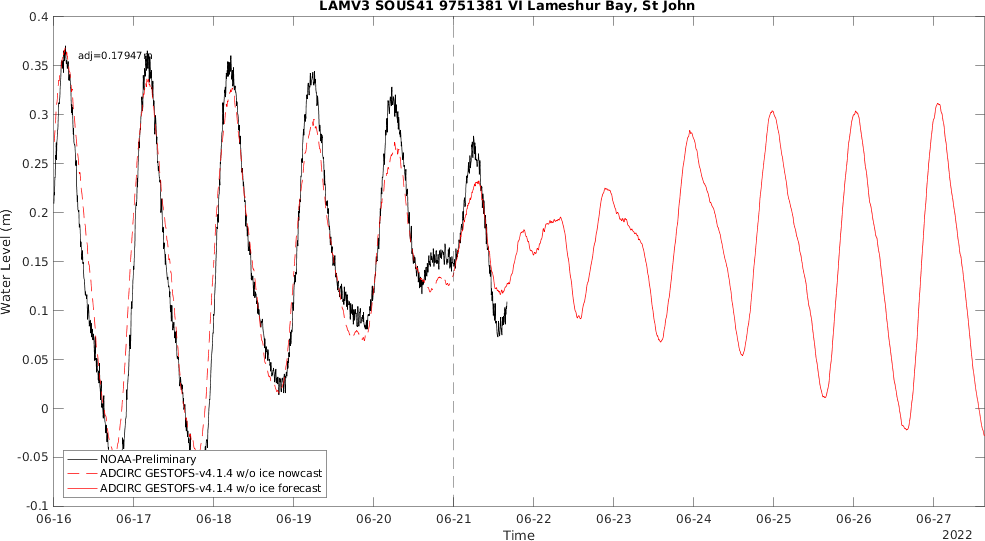 LAMV3 SOUS41 9751381 VI Lameshur Bay, St John
0.4
0.35
0.3
0.25
0.2
0.15
0.1
0.05
0
-0.05
-0.1
Water Level (m)
adj=0.17947m
NOAA-Preliminary
ADCIRC GESTOFS-v4.1.4 w/o ice nowcast
ADCIRC GESTOFS-v4.1.4 w/o ice forecast
06-16 06-17 06-18 06-19 06-20 06-21 06-22 06-23 06-24 06-25 06-26 06-27
Time
2022